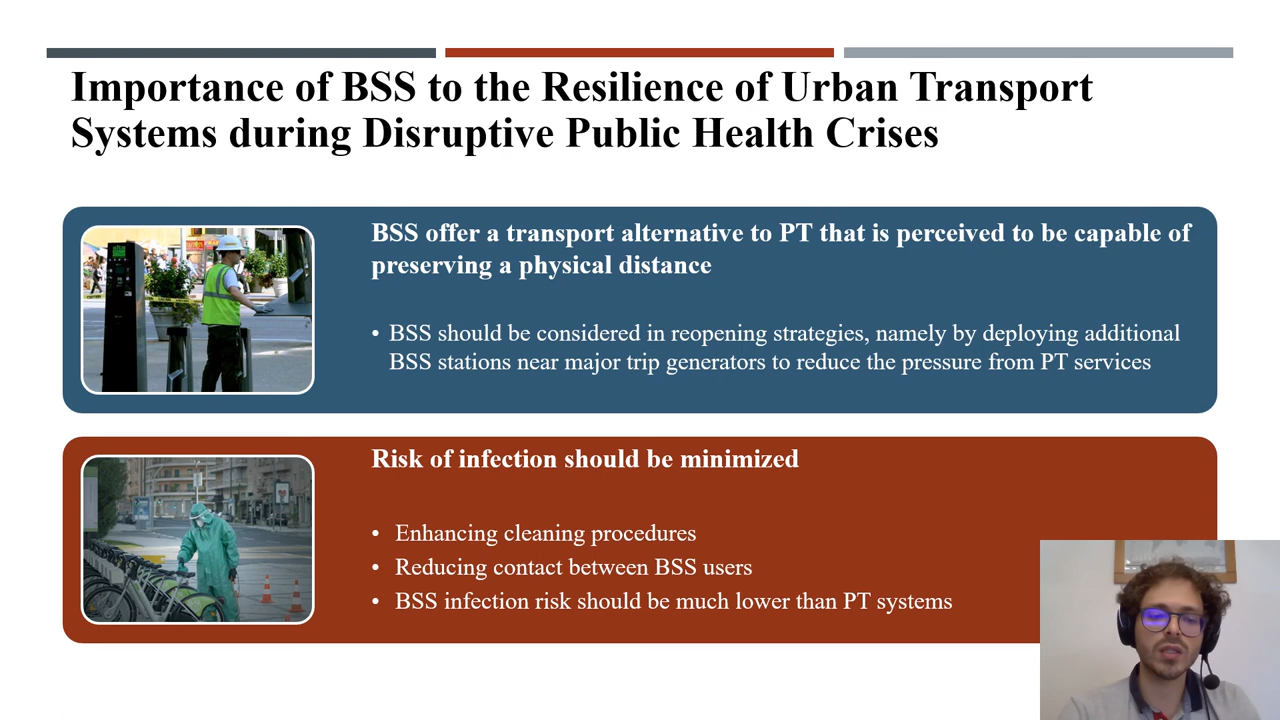 Importance of BSS to the Resilience of Urban Transport
Systems during Disruptive Public Health Crises
BSS offer a transport alternative to PT that is perceived to be capable of
preserving a physical distance
• BSS should be considered in reopening strategies, namely by deploying additional
BSS stations near major trip generators to reduce the pressure from PT services
Risk of infection should be minimized
• Enhancing cleaning procedures
• Reducing contact between BSS users
• BSS infection risk should be much lower than PT systems